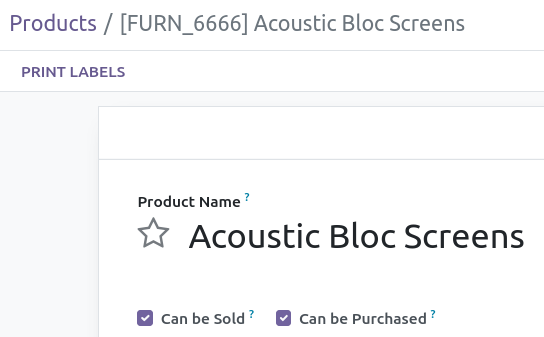 Products / [FURN_6666] Acoustic Bloc Screens
PRINT LABELS
Product Name ?
Acoustic Bloc Screens
Can be Sold ? Can be Purchased ?